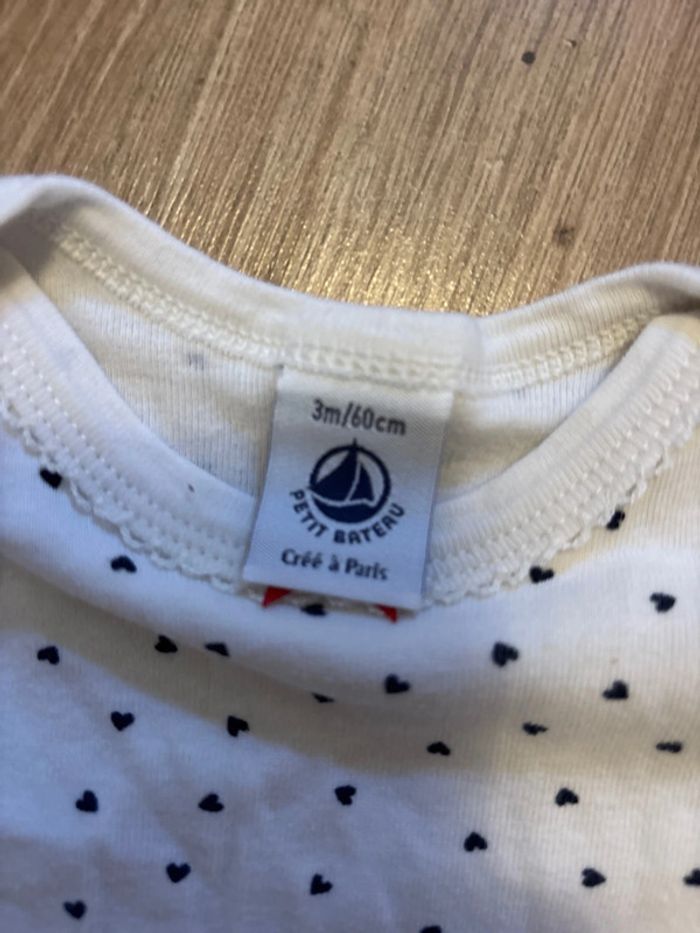 3m/60cm
PETIT BATEAU
Créé à Paris